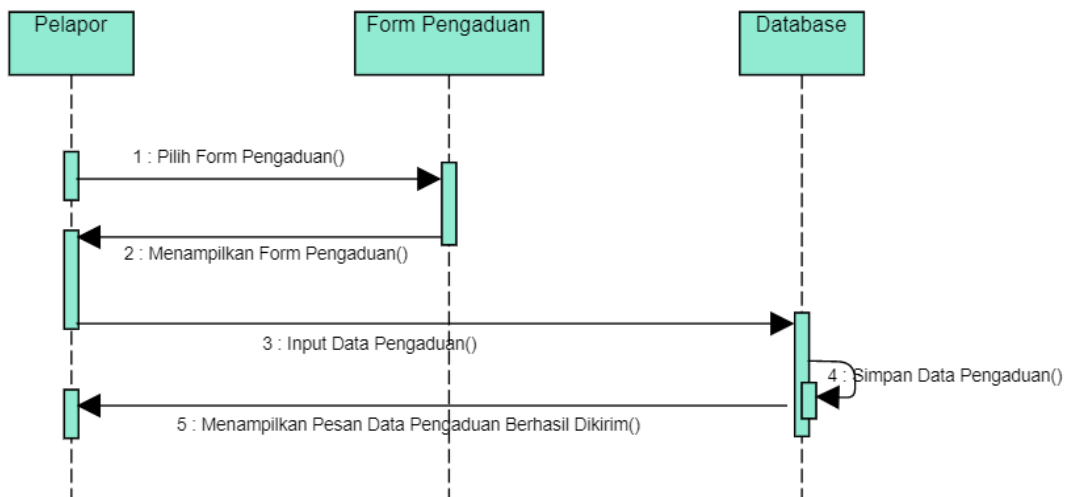 Pelapor
Form Pengaduan
Database
1 : Pilih Form Pengaduan()
2 : Menampilkan Form Pengaduan()
3 : Input Data Pengaduan()
4 : Simpan Data Pengaduan()
5 : Menampilkan Pesan Data Pengaduan Berhasil Dikirim()